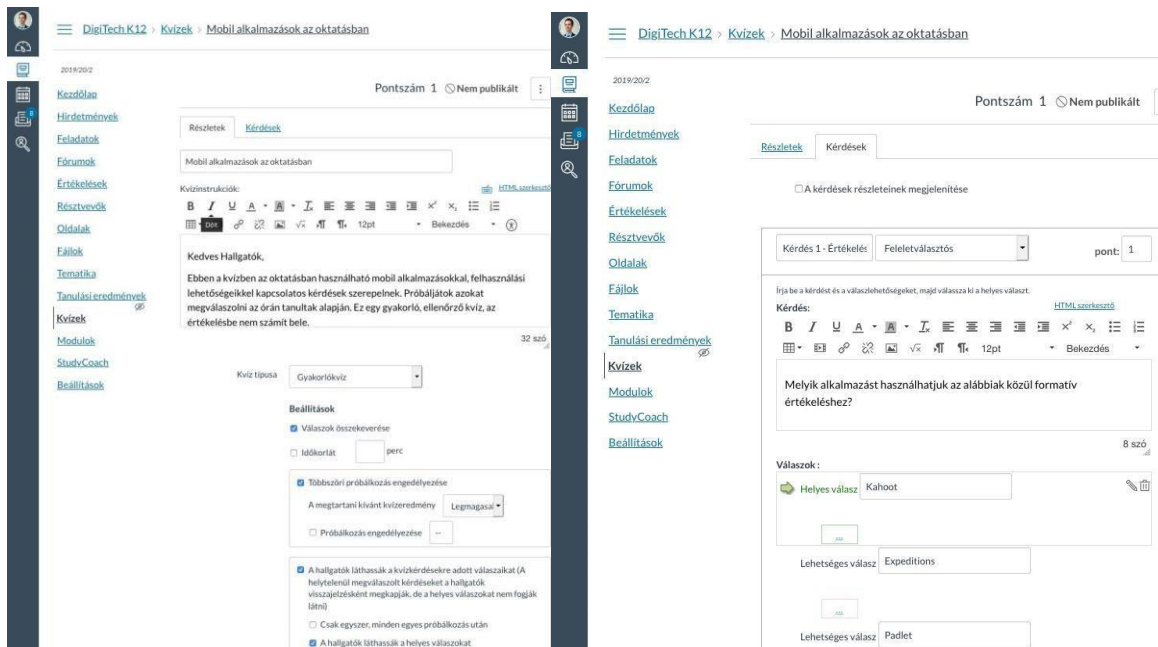 DigiTech K12 > Kvízek > Mobil alkalmazások az oktatásban
2019/20/2
Kezdőlap
Hirdetmények
Feladatok
Fórumok
Értékelések
Résztvevők
Oldalak
Fájlok
Tematika
Tanulási eredmények
Kvízek
Modulok
StudyCoach
Beállítások
8
Pontszám 1 Nem publikált
Részletek Kérdések
Mobil alkalmazások az oktatásban
Kvízinstrukciók:
HTML szerkesztő
B I U A A
Dőlt
12pt Bekezdés
Kedves Hallgatók,
Ebben a kvízben az oktatásban használható mobil alkalmazásokkal, felhasználási
lehetőségeikkel kapcsolatos kérdések szerepelnek. Próbáljátok azokat
megválaszolni az órán tanultak alapján. Ez egy gyakorló, ellenőrző kvíz, az
értékelésbe nem számít bele.
32 szó
Kvíz típusa Gyakorlókvíz
Beállítások
Válaszok összekeverése
Időkorlát perc
Többszöri próbálkozás engedélyezése
A megtartani kívánt kvízeredmény Legmagasa
Próbálkozás engedélyezése --
A hallgatók láthassák a kvízkérdésekre adott válaszaikat (A
helytelenül megválaszolt kérdéseket a hallgatók
visszajelzésként megkapják, de a helyes válaszokat nem fogják
látni)
Csak egyszer, minden egyes próbálkozás után
A hallgatók láthassák a helyes válaszokat
DigiTech K12 > Kvízek > Mobil alkalmazások az oktatásban
2019/20/2
Kezdőlap
Hirdetmények
Feladatok
Fórumok
Értékelések
Résztvevők
Oldalak
Fájlok
Tematika
Tanulási eredmények
Kvízek
Modulok
StudyCoach
Beállítások
8
Pontszám 1 Nem publikált
Részletek Kérdések
A kérdések részleteinek megjelenítése
Kérdés 1 - Értékelés Feleletválasztós pont: 1
Írja be a kérdést és a válaszlehetőségeket, majd válassza ki a helyes választ.
Kérdés:
HTML szerkesztő
B I U A A
12pt Bekezdés
Melyik alkalmazást használhatjuk az alábbiak közül formatív
értékeléshez?
8 szó
Válaszok :
Helyes válasz Kahoot
...
Lehetséges válasz Expeditions
...
Lehetséges válasz Padlet